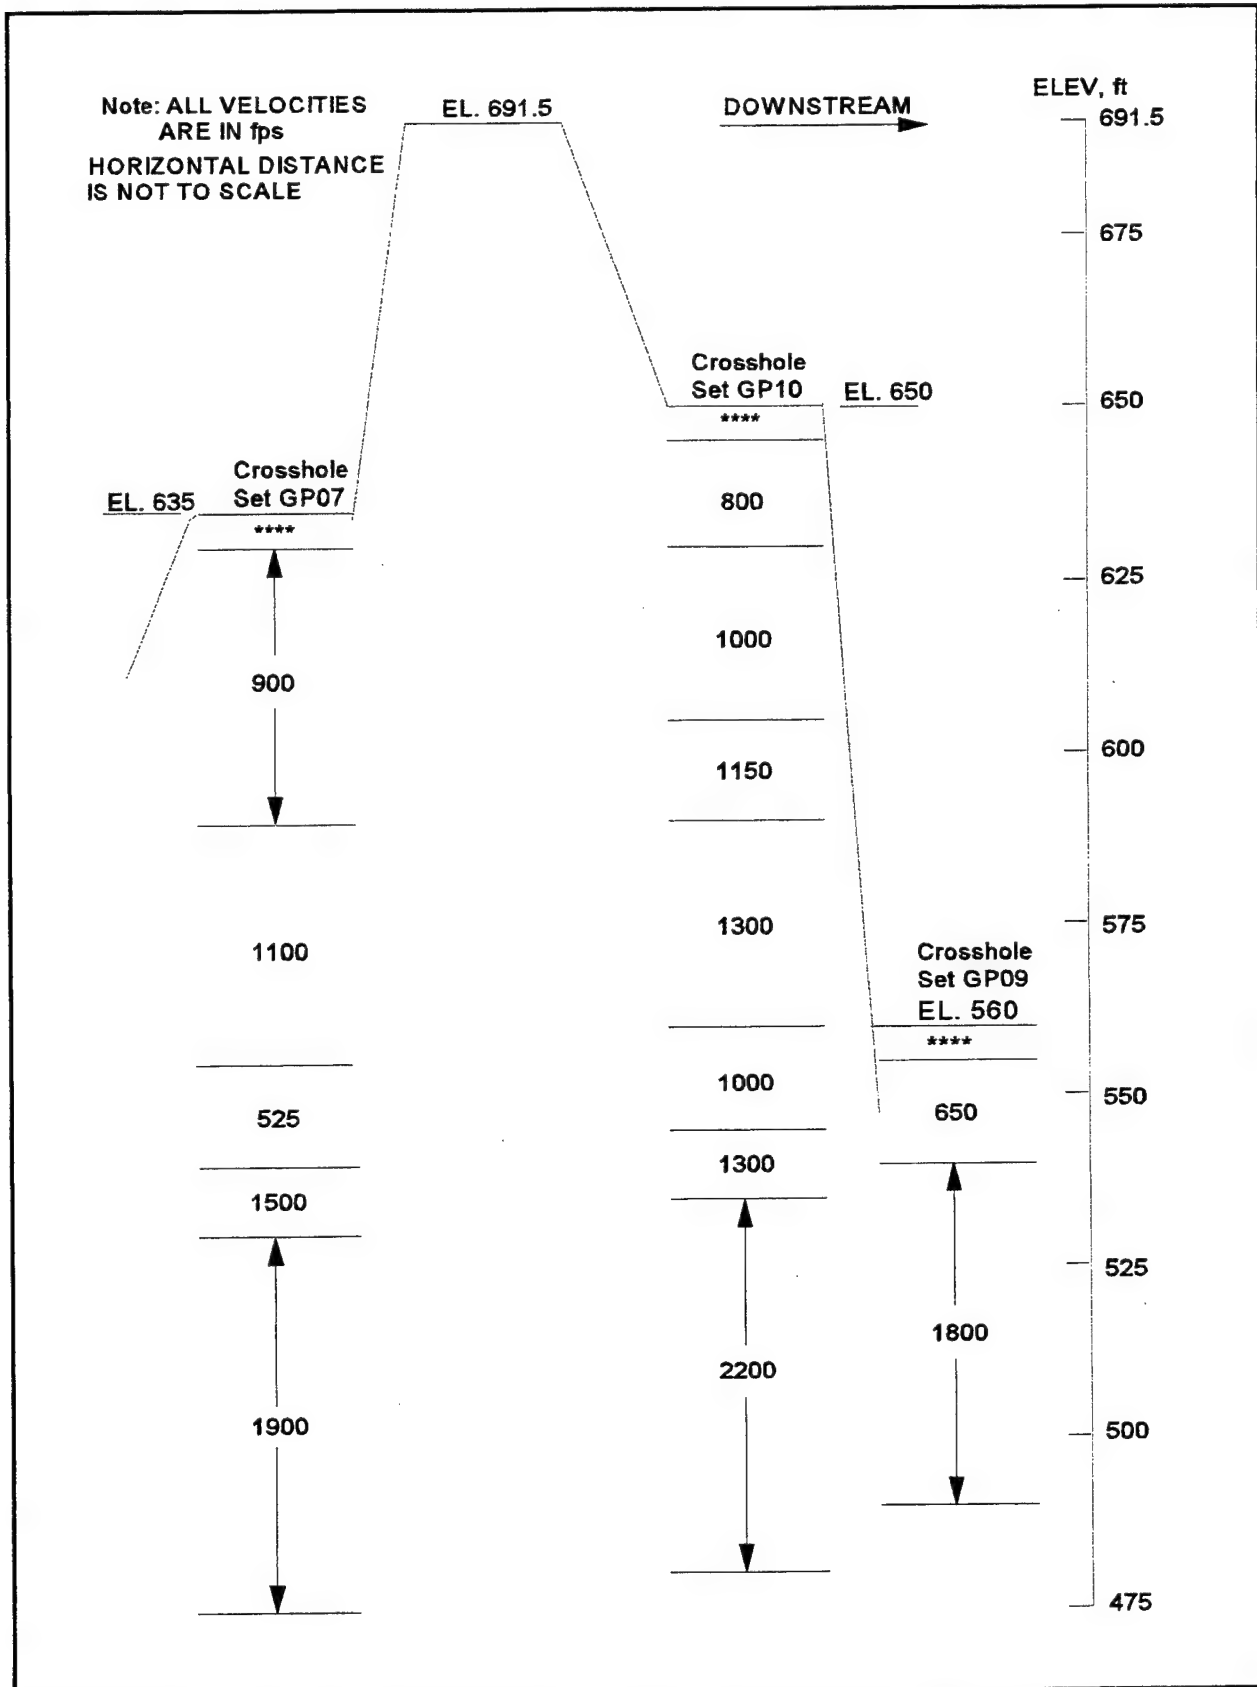 Note: ALL VELOCITIES
ARE IN fps
HORIZONTAL DISTANCE
IS NOT TO SCALE
EL. 691.5
DOWNSTREAM
ELEV, ft
691.5
675
650
625
600
575
550
525
500
475
Crosshole
Set GP07
EL. 635
****
900
1100
525
1500
1900
Crosshole
Set GP10
EL. 650
****
800
1000
1150
1300
1000
1300
2200
Crosshole
Set GP09
EL. 560
****
650
1800